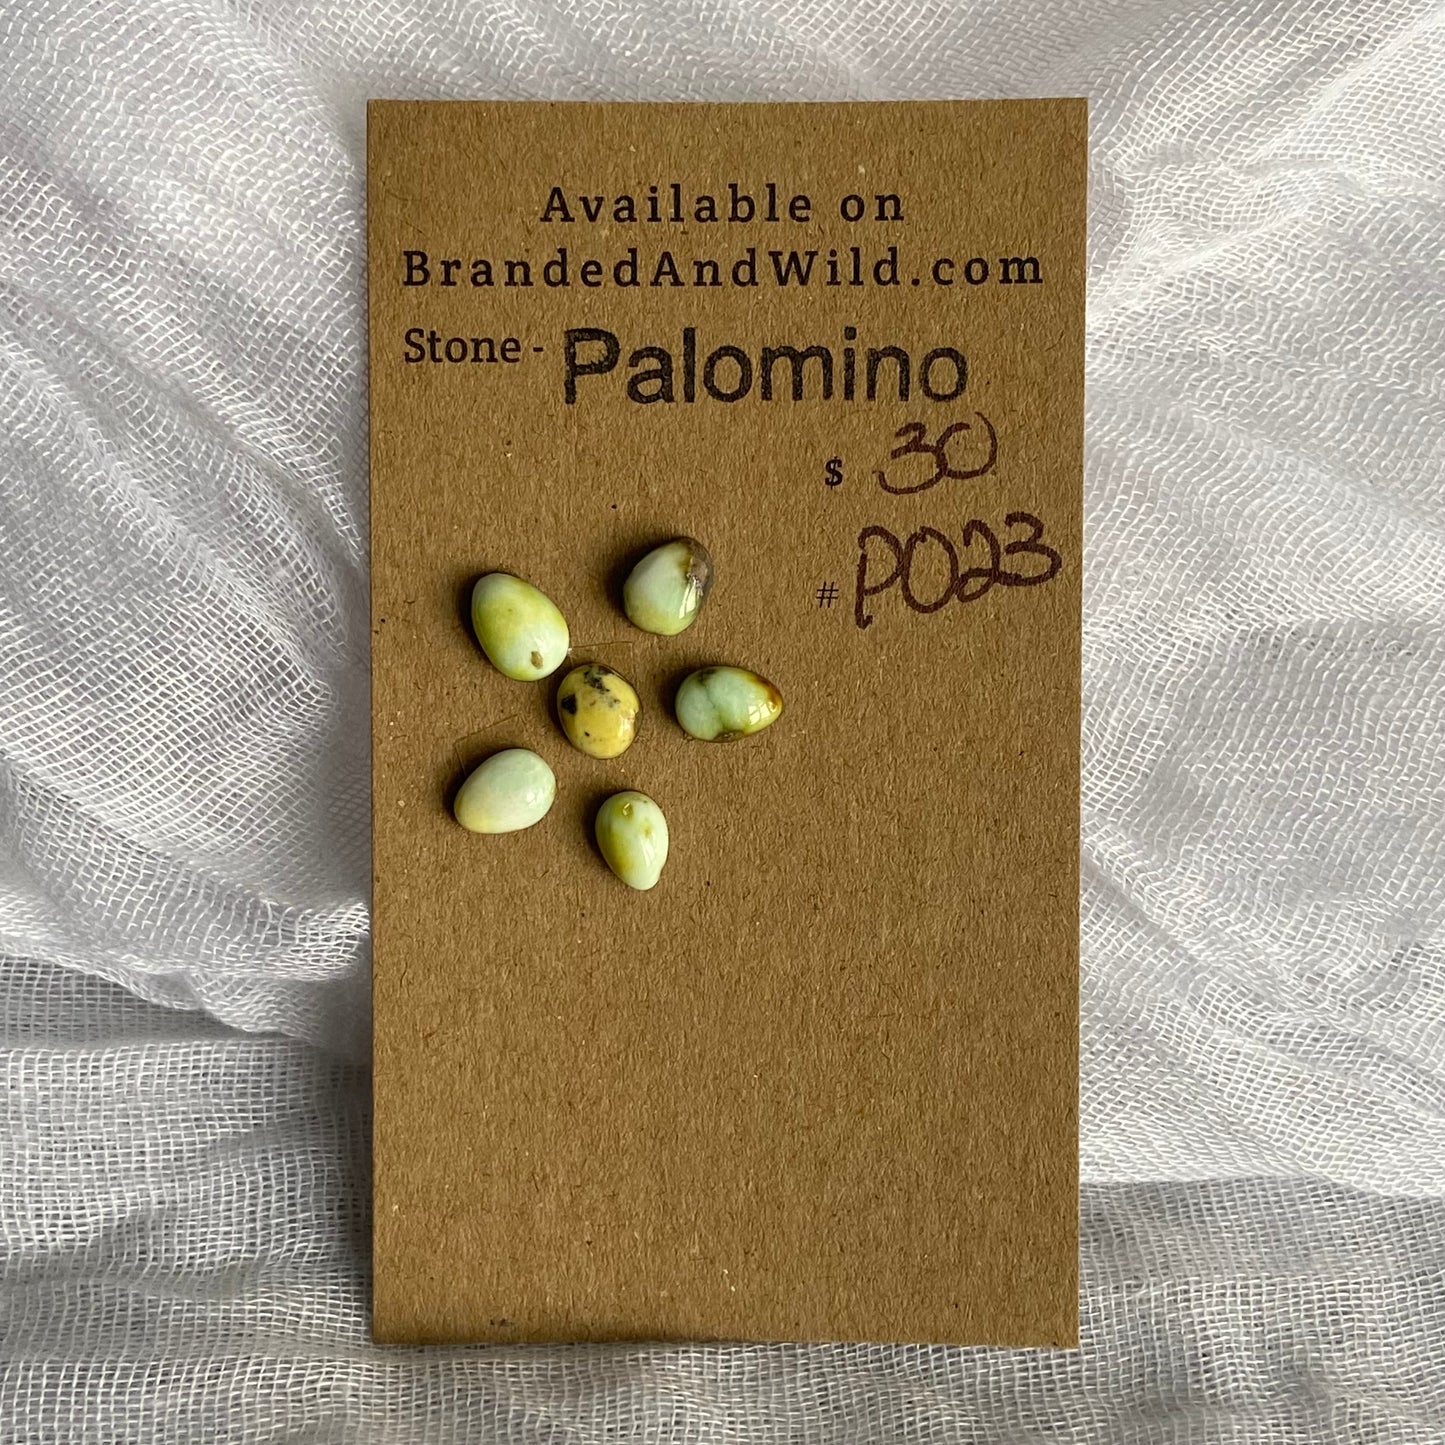 Available on
BrandedAndWild.com
Stone - Palomino
$ 30
# P023